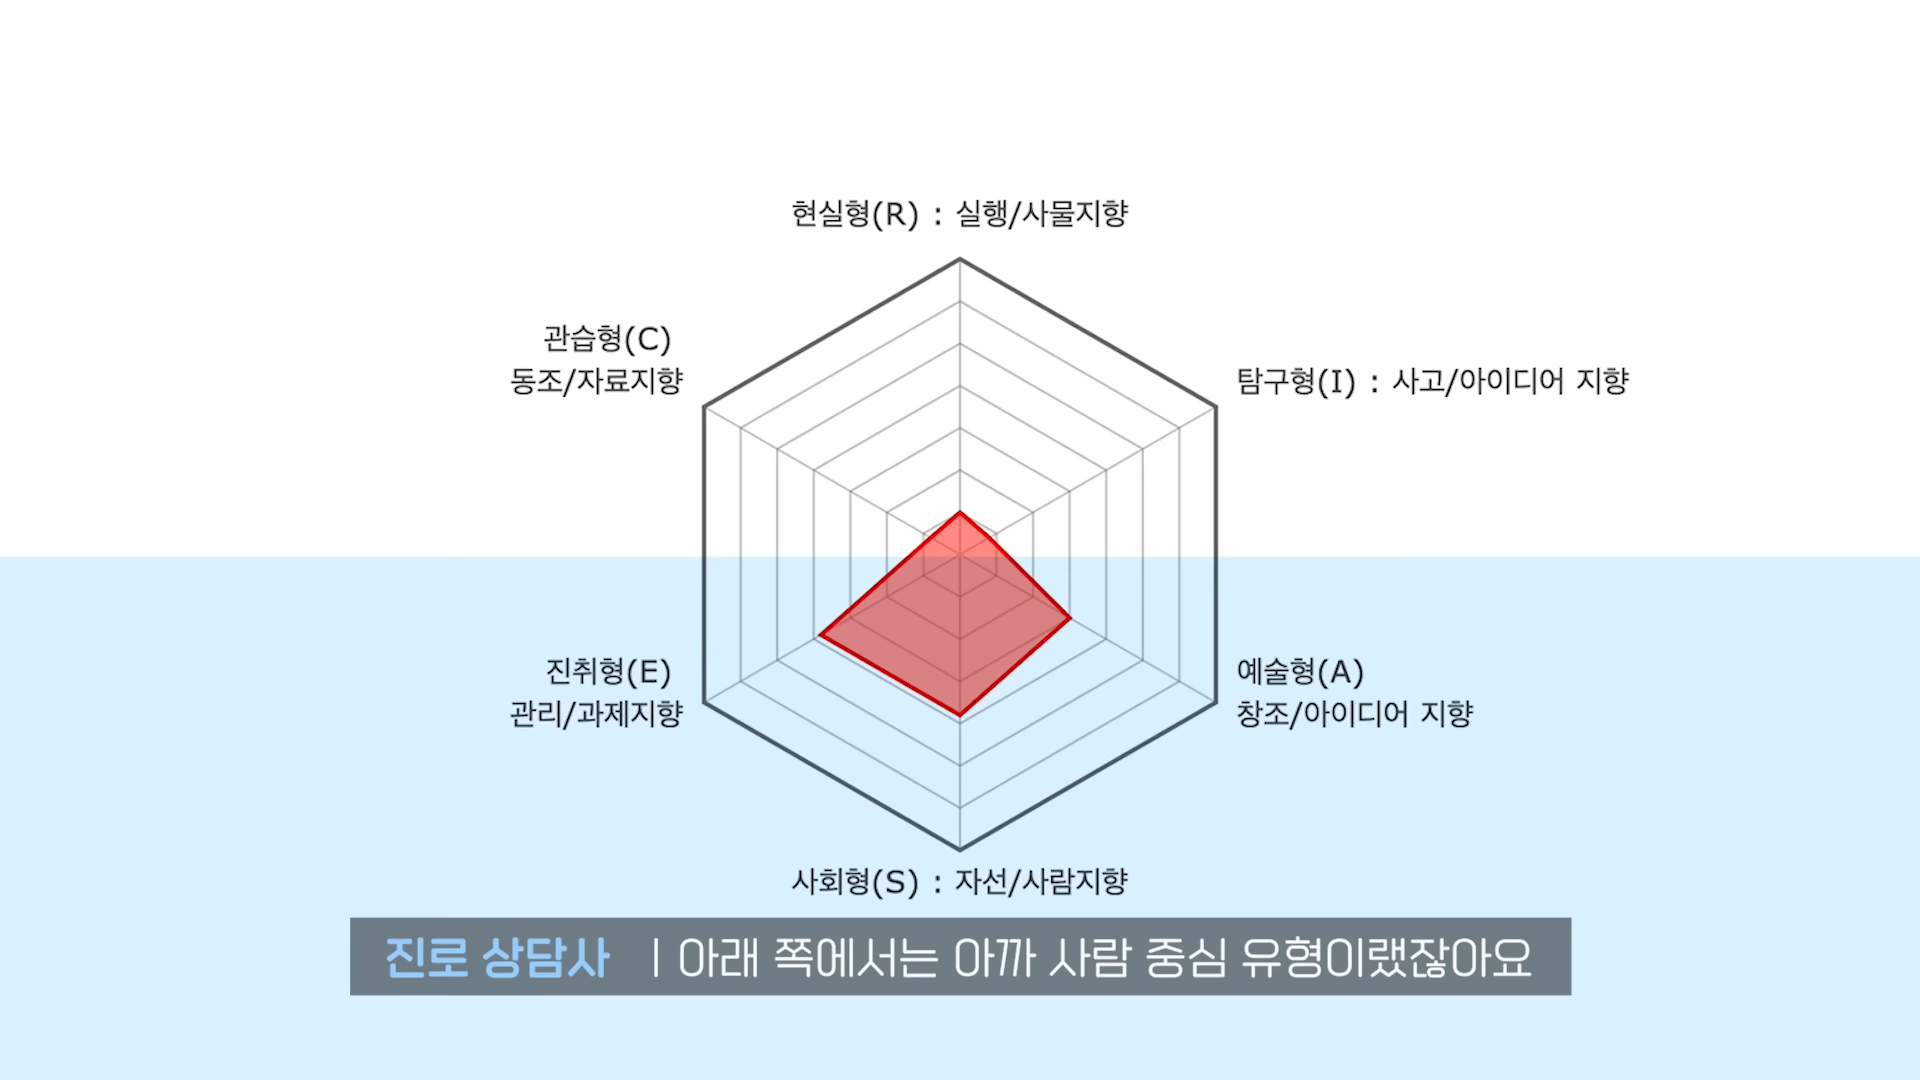 현실형(R) : 실행/사물지향
관습형(C)
동조/자료지향
탐구형(I) : 사고/아이디어 지향
진취형(E)
관리/과제지향
예술형(A)
창조/아이디어 지향
사회형(S) : 자선/사람지향
진로 상담사 | 아래 쪽에서는 아까 사람 중심 유형이랬잖아요